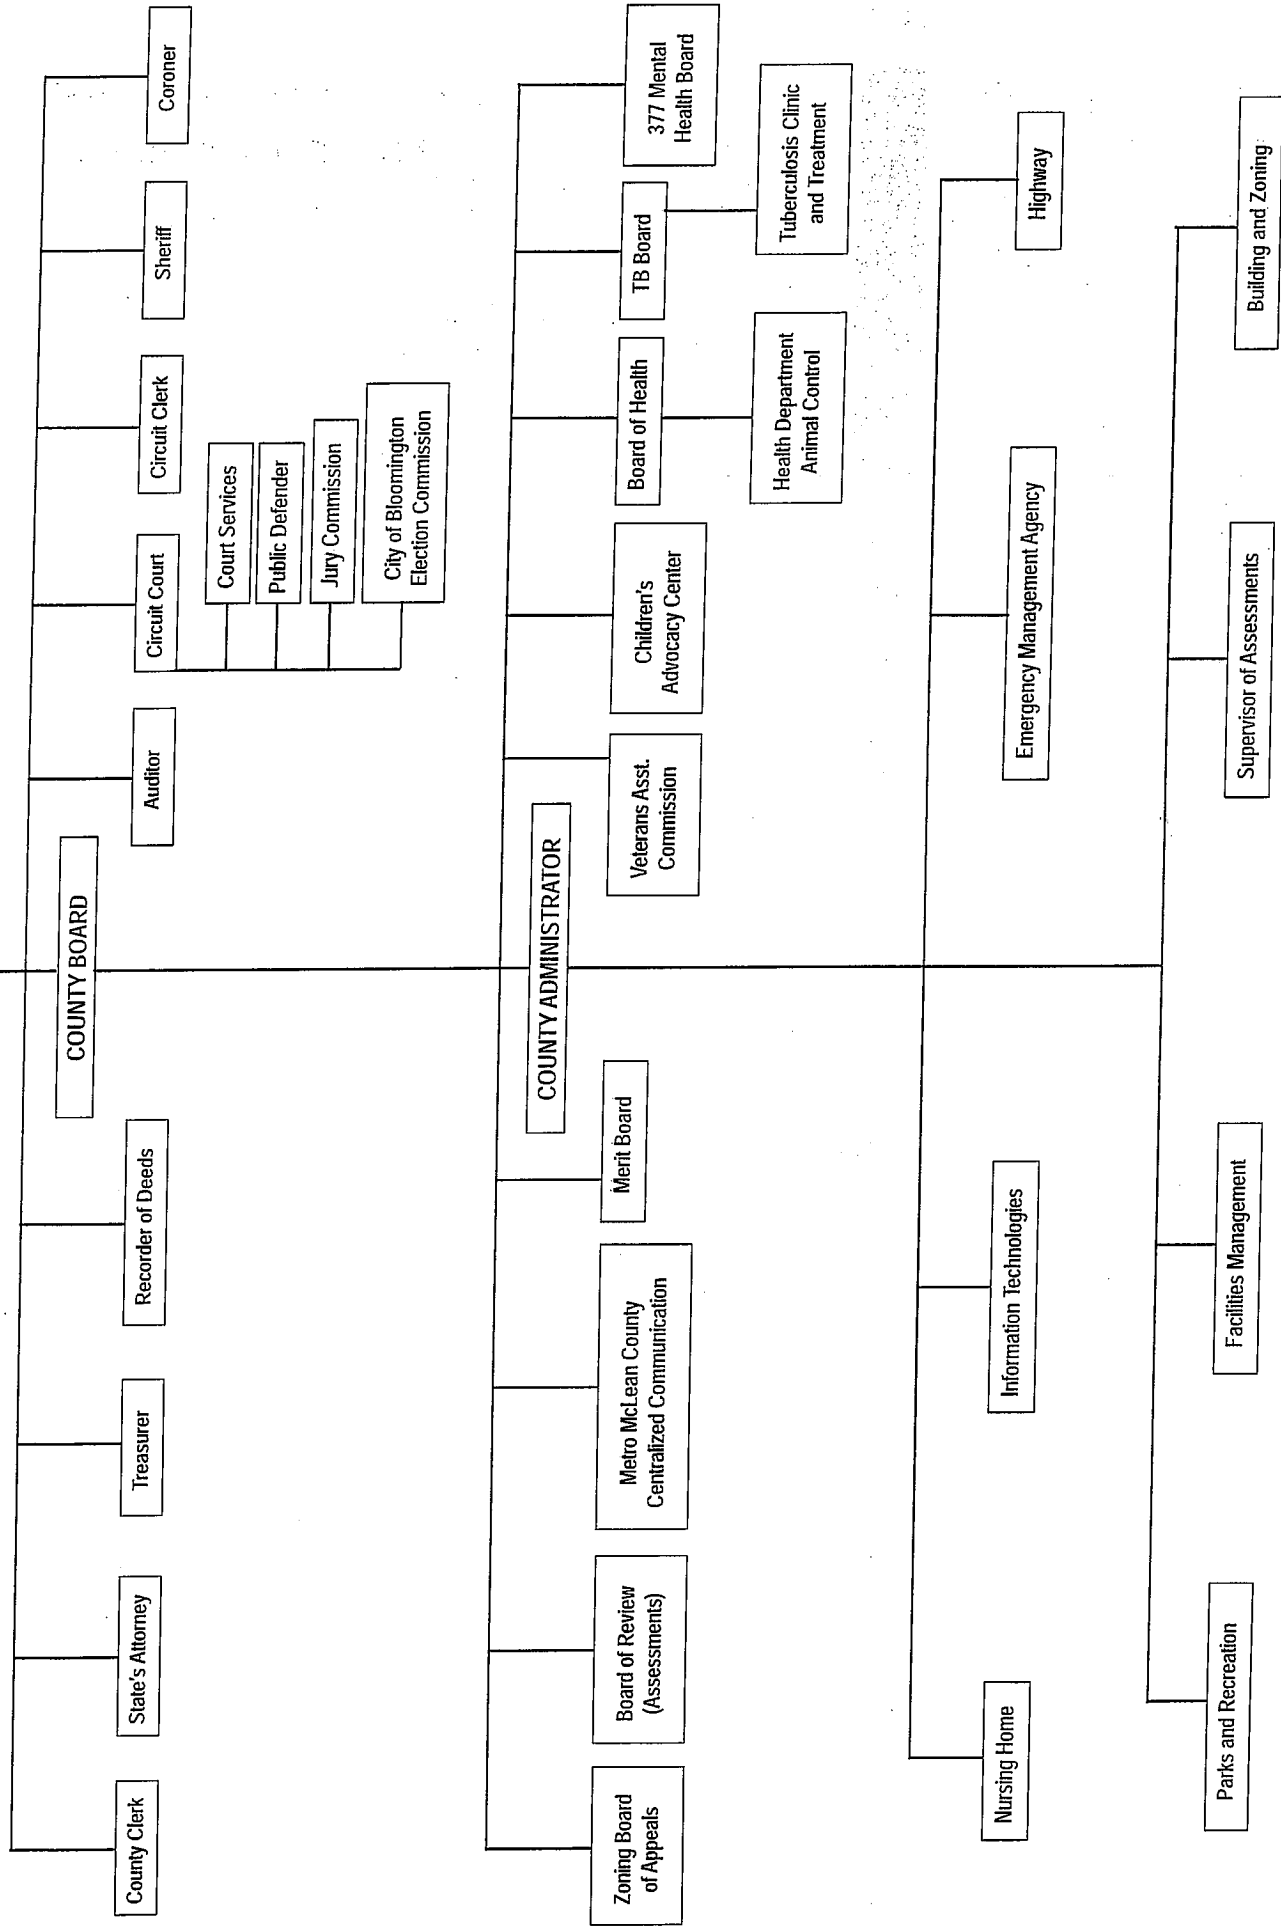 COUNTY BOARD
County Clerk
State's Attorney
Treasurer
Recorder of Deeds
Auditor
Circuit Court
Circuit Clerk
Sheriff
Coroner
Court Services
Public Defender
Jury Commission
City of Bloomington
Election Commission
COUNTY ADMINISTRATOR
Zoning Board
of Appeals
Board of Review
(Assessments)
Metro McLean County
Centralized Communication
Merit Board
Veterans Asst.
Commission
Children's
Advocacy Center
Board of Health
TB Board
377 Mental
Health Board
Health Department
Animal Control
Tuberculosis Clinic
and Treatment
Nursing Home
Information Technologies
Emergency Management Agency
Highway
Parks and Recreation
Facilities Management
Supervisor of Assessments
Building and Zoning